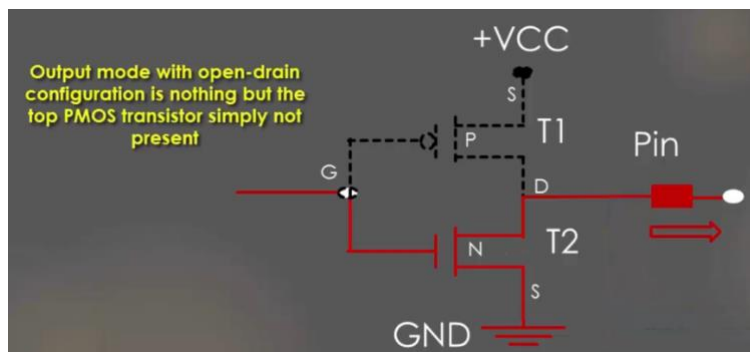 +VCC
Output mode with open-drain
configuration is nothing but the
top PMOS transistor simply not
present
S
P
T1
Pin
G
D
N
T2
S
GND